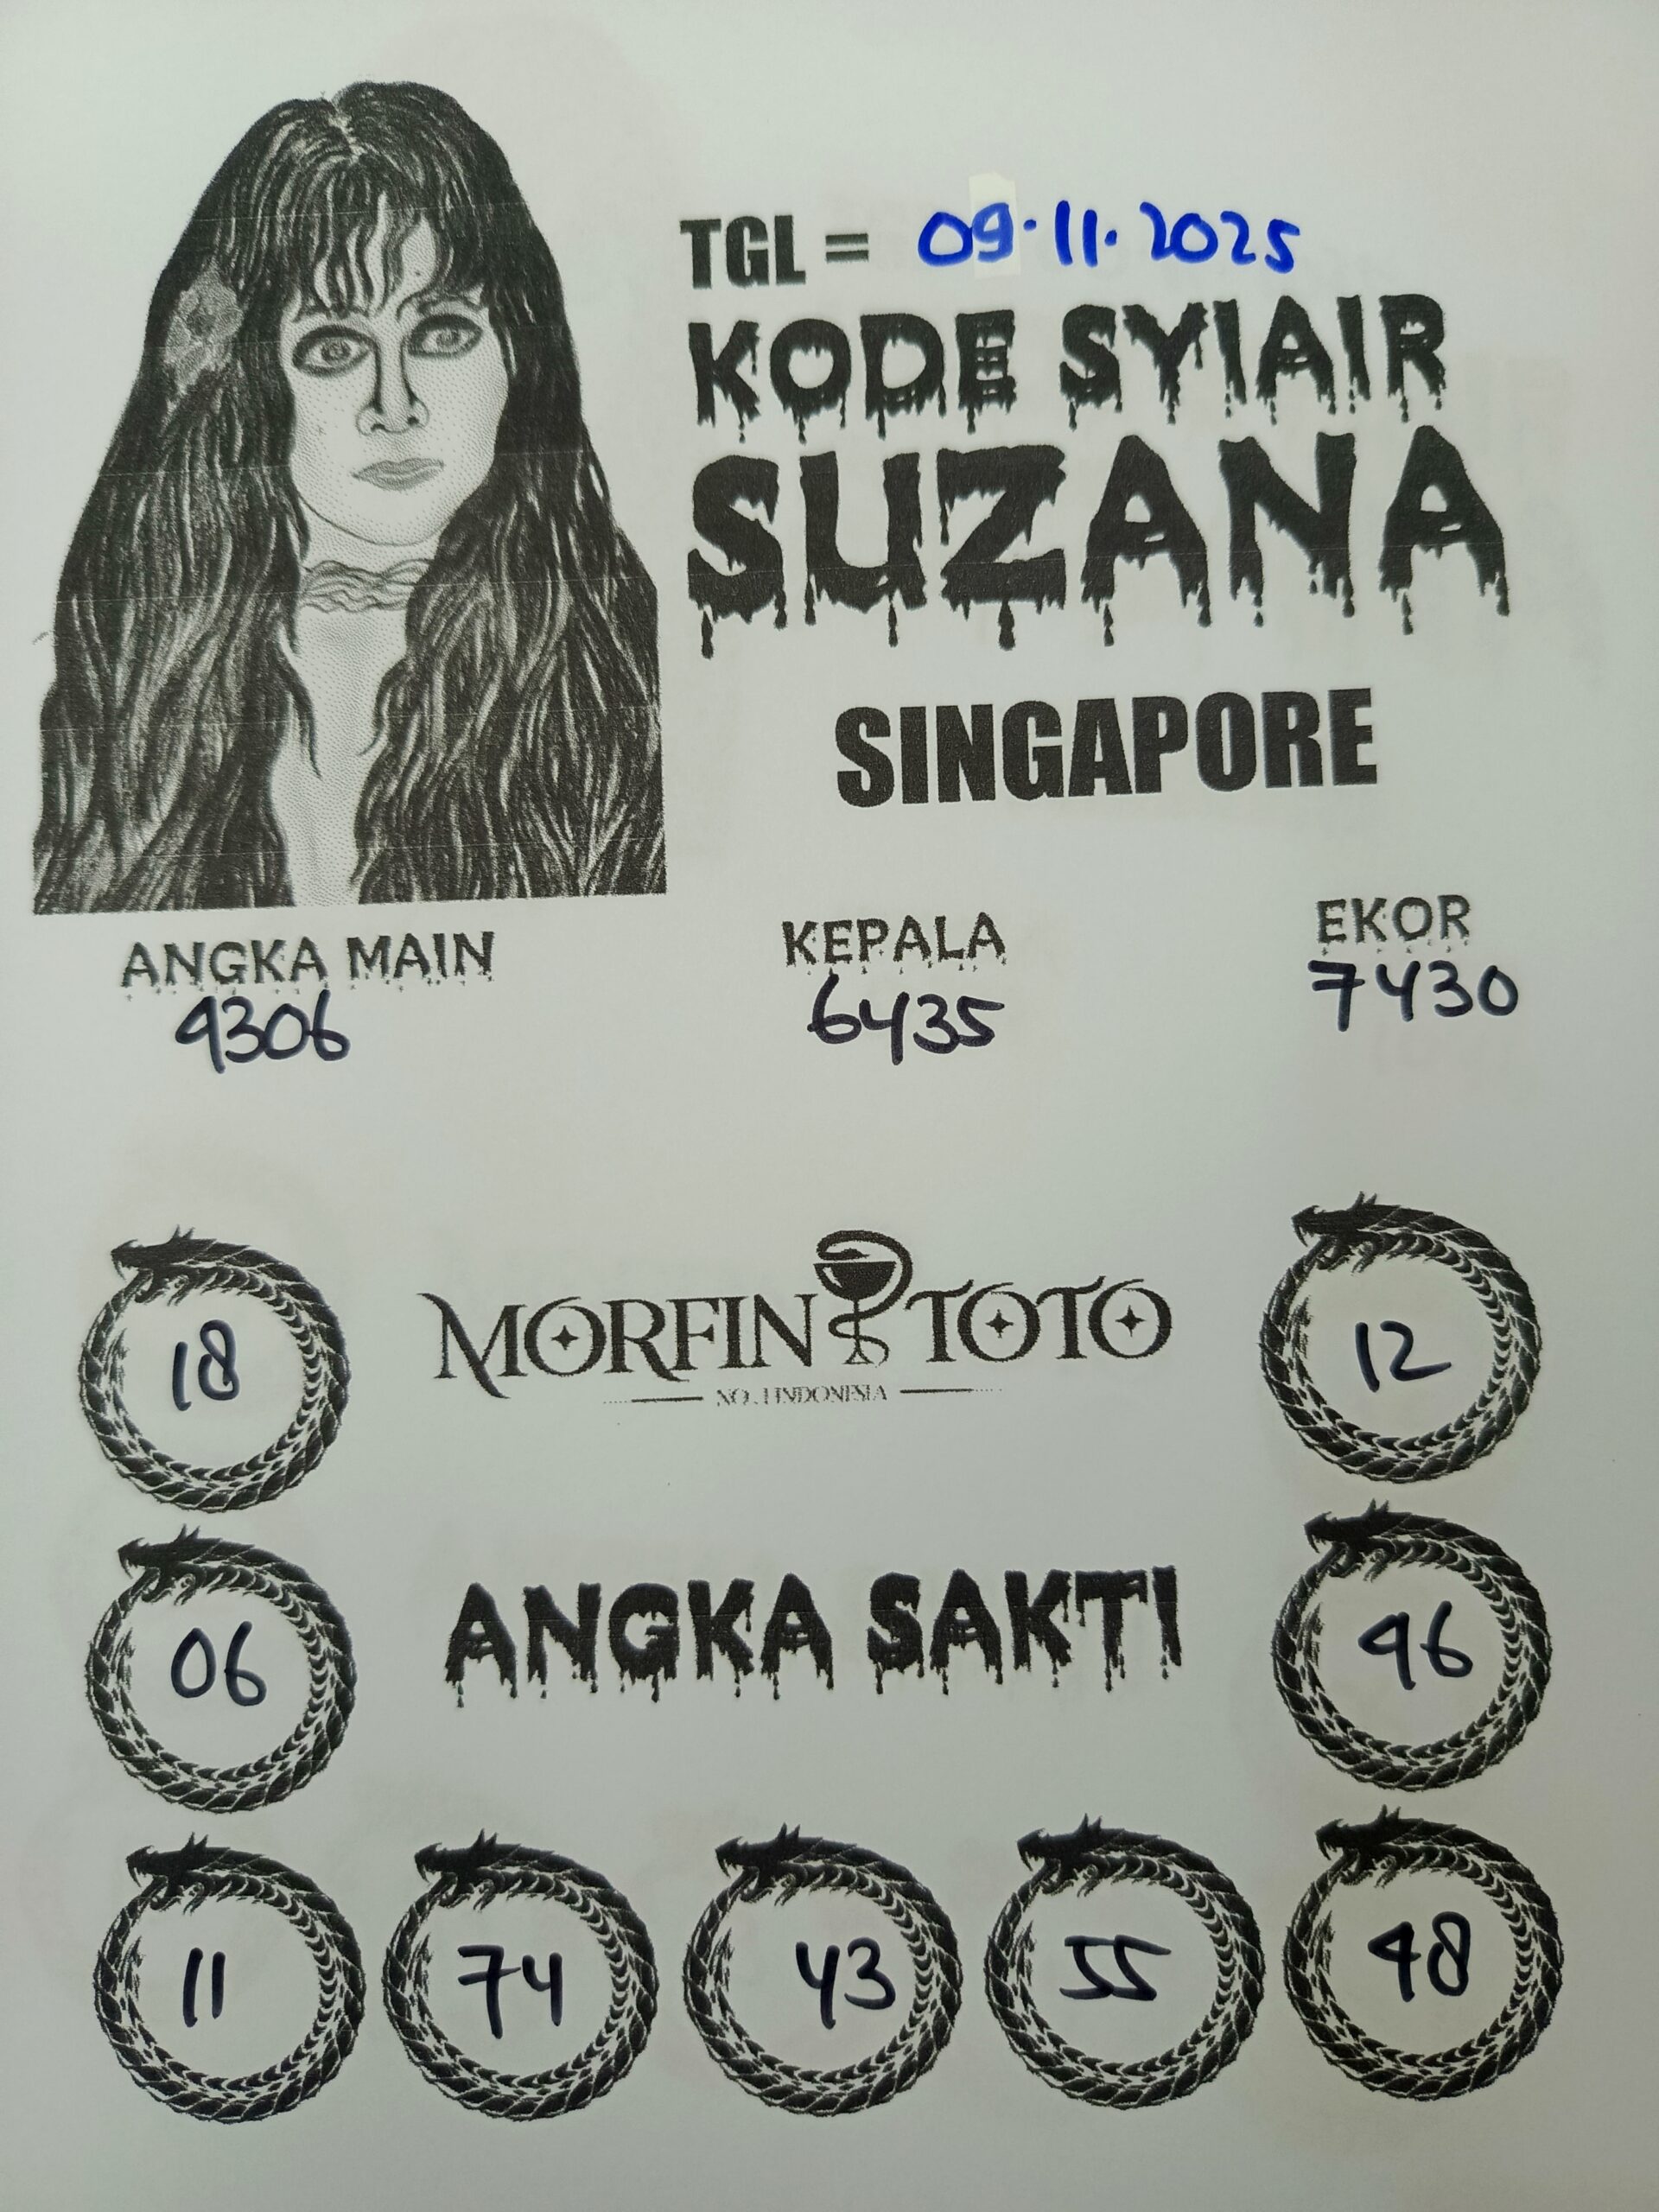 TGL = 09.11.2025
KODE SYIAIR
SUZANA
SINGAPORE
ANGKA MAIN KEPALA EKOR
9306 6435 7430
18 MORFIN TOTO 12
NO.1 INDONESIA
06 ANGKA SAKTI 96
11 74 43 55 98